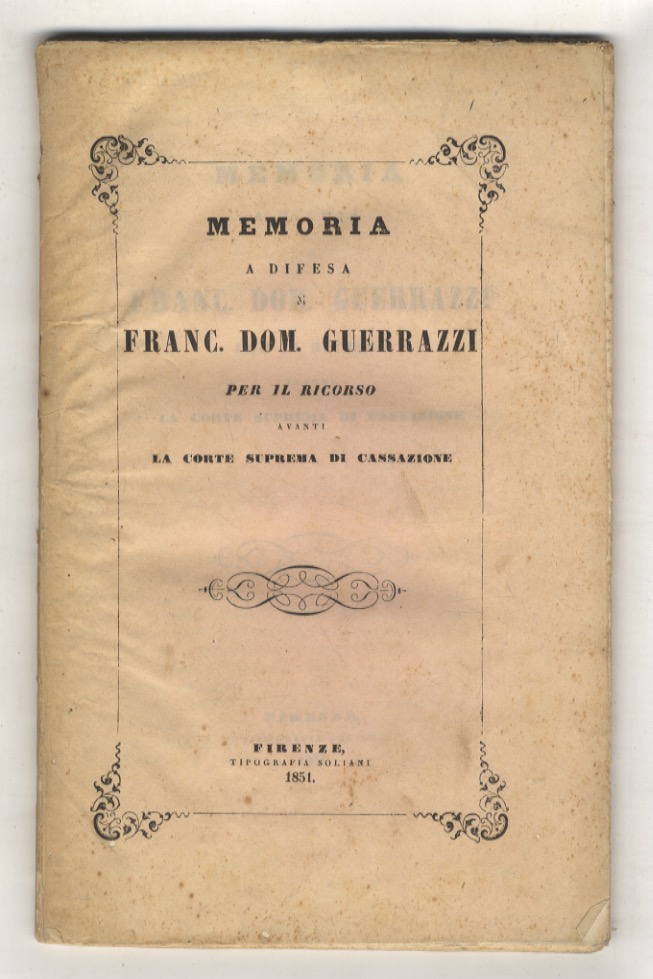 MEMORIA
A DIFESA
DI
FRANC. DOM. GUERRAZZI
PER IL RICORSO
AVANTI
LA CORTE SUPREMA DI CASSAZIONE
FIRENZE,
TIPOGRAFIA SOLIANI
1851.